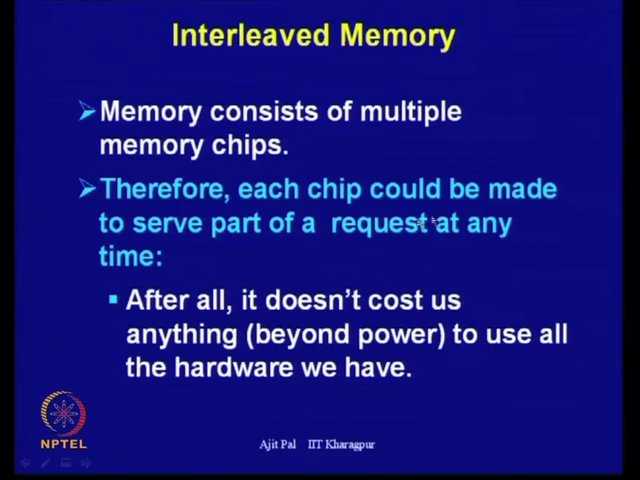 Interleaved Memory
Memory consists of multiple
memory chips.
Therefore, each chip could be made
to serve part of a request at any
time:
After all, it doesn't cost us
anything (beyond power) to use all
the hardware we have.
NPTEL
Ajit Pal IIT Kharagpur